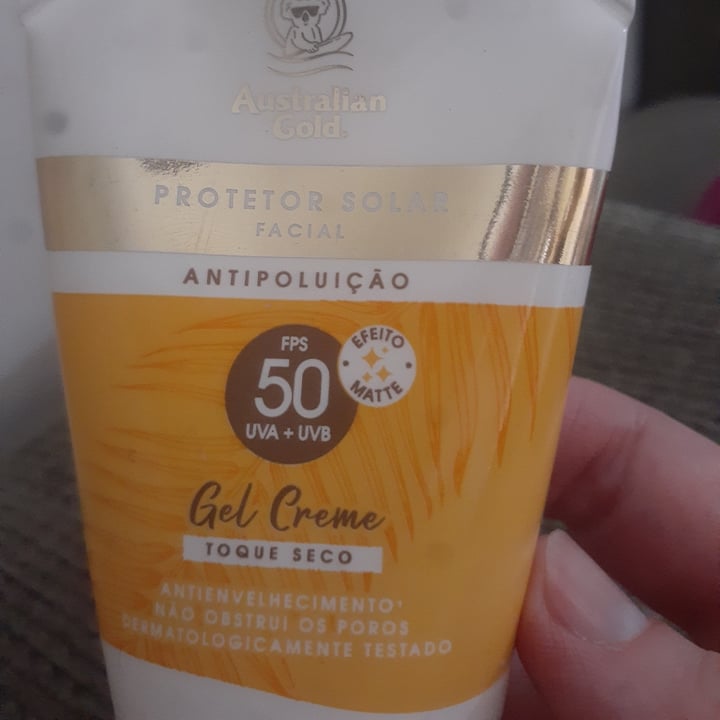 Australian
Gold.
PROTETOR SOLAR
FACIAL
ANTIPOLUIÇÃO
FPS
50
UVA + UVB
EFEITO
MATTE
Gel Creme
TOQUE SECO
ANTIENVELHECIMENTO¹
NÃO OBSTRUI OS POROS
DERMATOLOGICAMENTE TESTADO